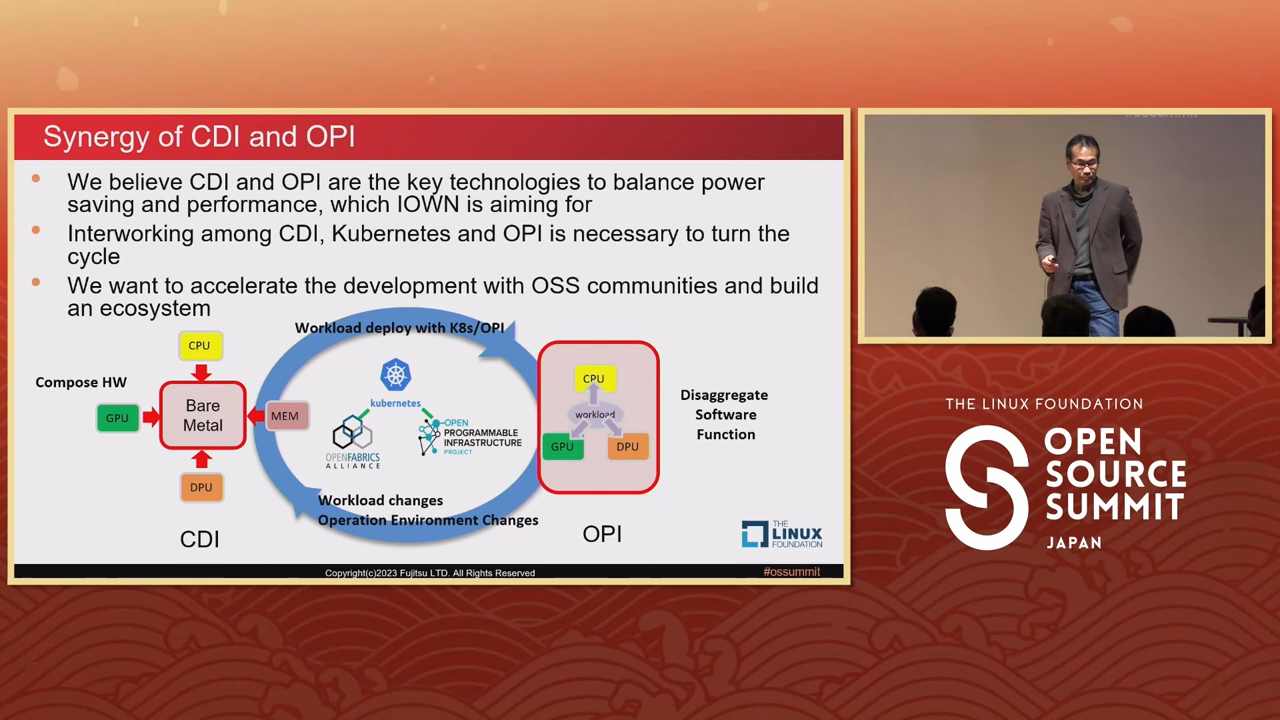 Synergy of CDI and OPI
We believe CDI and OPI are the key technologies to balance power
saving and performance, which IOWN is aiming for
Interworking among CDI, Kubernetes and OPI is necessary to turn the
cycle
We want to accelerate the development with OSS communities and build
an ecosystem
Workload deploy with K8s/OPI
CPU
Compose HW
GPU
Bare
Metal
MEM
DPU
CDI
kubernetes
OPENFABRICS
ALLIANCE
OPEN
PROGRAMMABLE
INFRASTRUCTURE
PROJECT
Workload changes
Operation Environment Changes
CPU
workload
GPU
DPU
OPI
Disaggregate
Software
Function
THE
LINUX
FOUNDATION
Copyright(c)2023 Fujitsu LTD. All Rights Reserved
#ossummit
#ossummit
THE LINUX FOUNDATION
OPEN
SOURCE
SUMMIT
JAPAN